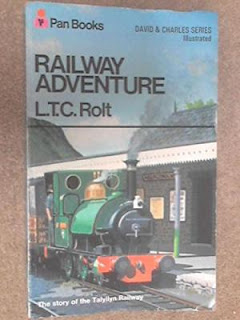 Pan Books
DAVID & CHARLES SERIES
Illustrated
RAILWAY
ADVENTURE
L.T.C. Rolt
The story of the Talyllyn Railway